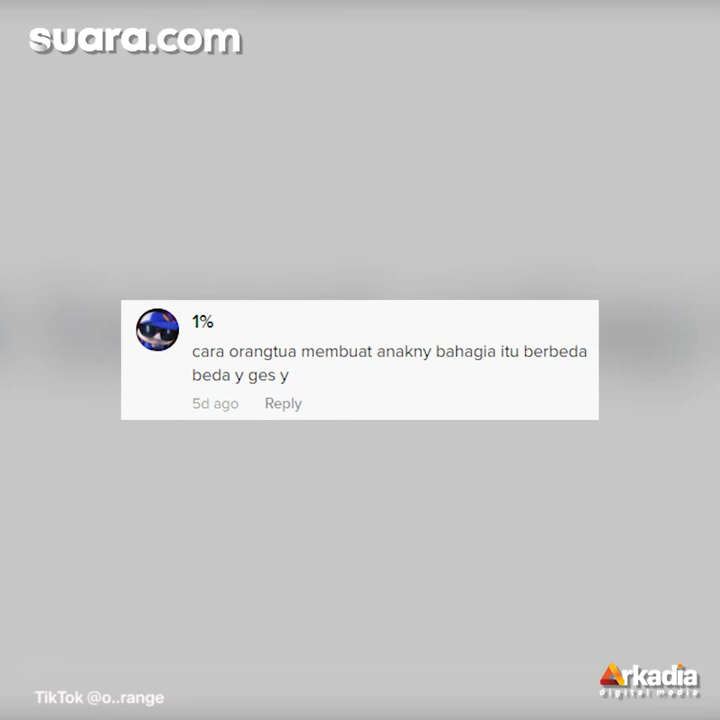 suara.com
1%
cara orangtua membuat anakny bahagia itu berbeda
beda y ges y
5d ago Reply
TikTok @o..range
Arkadia
digital media